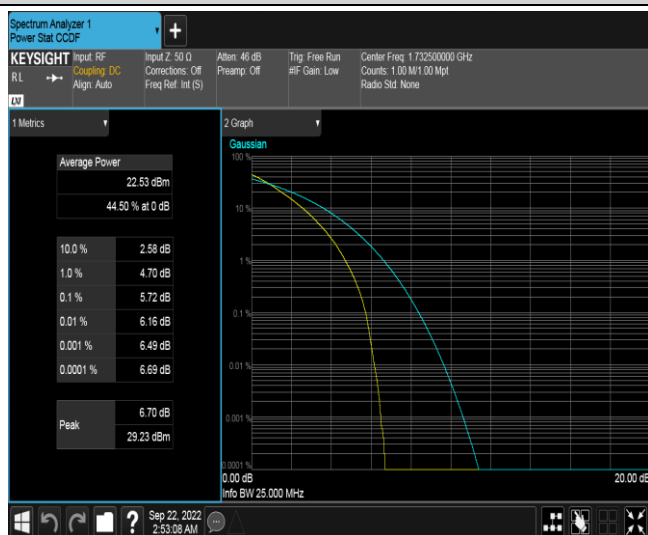 Spectrum Analyzer 1
Power Stat CCDF
+
KEYSIGHT
RL
LXI
Input: RF
Coupling: DC
Align: Auto
Input Z: 50 Ω
Corrections: Off
Freq Ref: Int (S)
Atten: 46 dB
Preamp: Off
Trig: Free Run
#IF Gain: Low
Center Freq: 1.732500000 GHz
Counts: 1.00 M/1.00 Mpt
Radio Std: None
1 Metrics
Average Power
22.53 dBm
44.50 % at 0 dB
10.0 % 2.58 dB
1.0 % 4.70 dB
0.1 % 5.72 dB
0.01 % 6.16 dB
0.001 % 6.49 dB
0.0001 % 6.69 dB
Peak
6.70 dB
29.23 dBm
2 Graph
Gaussian
100 %
10 %
1 %
0.1 %
0.01 %
0.001 %
0.0001 %
0.00 dB
20.00 dB
Info BW 25.000 MHz
?
Sep 22, 2022
2:53:08 AM